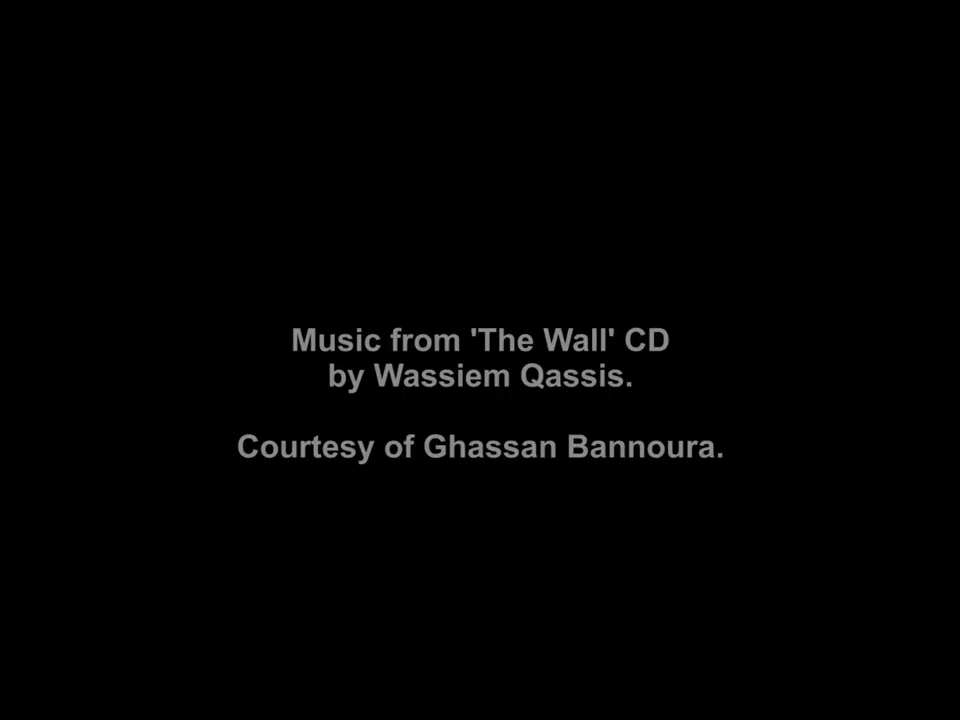 Music from 'The Wall' CD
by Wassiem Qassis.
Courtesy of Ghassan Bannoura.